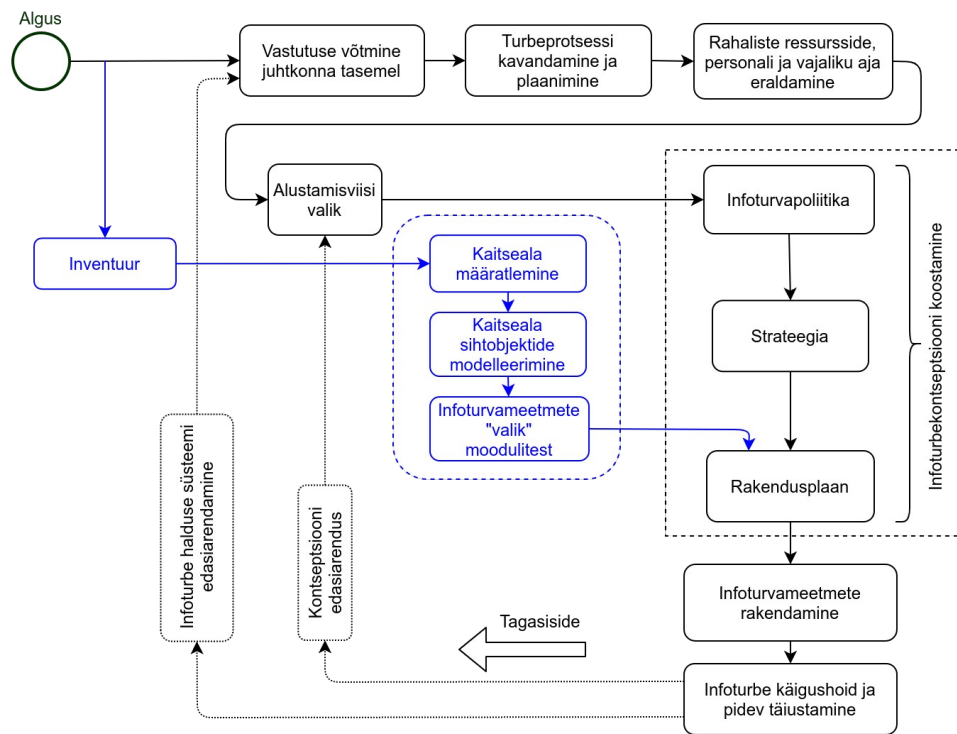 Algus
Vastutuse võtmine
juhtkonna tasemel
Turbeprotsessi
kavandamine ja
plaanimine
Rahaliste ressursside,
personali ja vajaliku aja
eraldamine
Alustamisviisi
valik
Infoturvapoliitika
Inventuur
Kaitseala
määratlemine
Kaitseala
sihtobjektide
modelleerimine
Strateegia
Infoturbekontseptsiooni koostamine
Infoturvameetmete
"valik"
moodulitest
Rakendusplaan
Infoturbe halduse süsteemi
edasiarendamine
Kontseptsiooni
edasiarendus
Infoturvameetmete
rakendamine
Tagasiside
Infoturbe käigushoid ja
pidev täiustamine